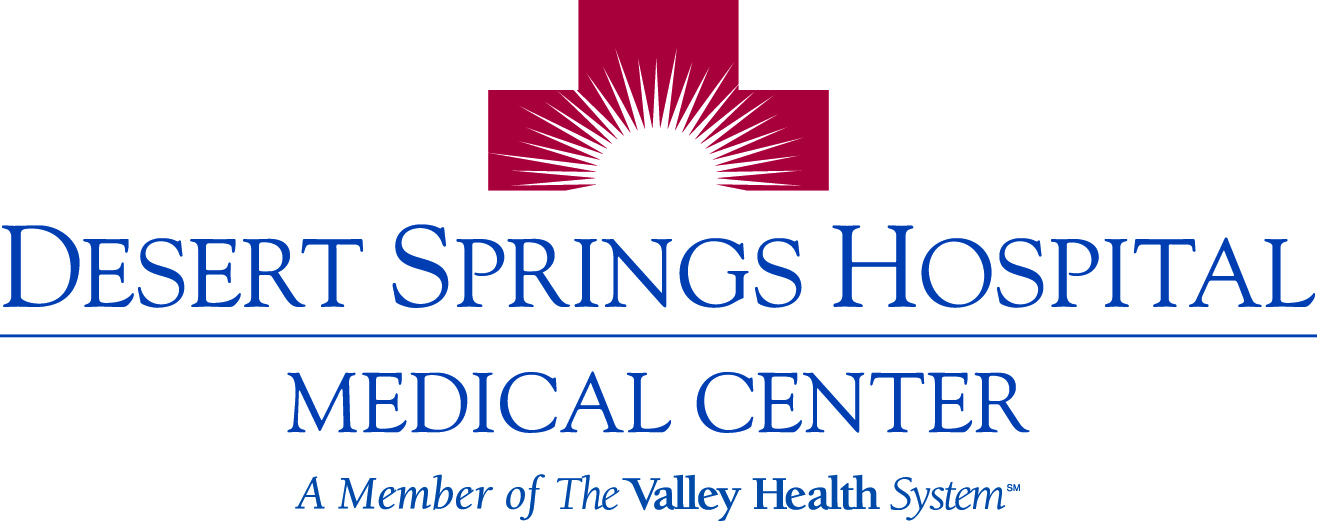 DESERT SPRINGS HOSPITAL
MEDICAL CENTER
A Member of The Valley Health System℠